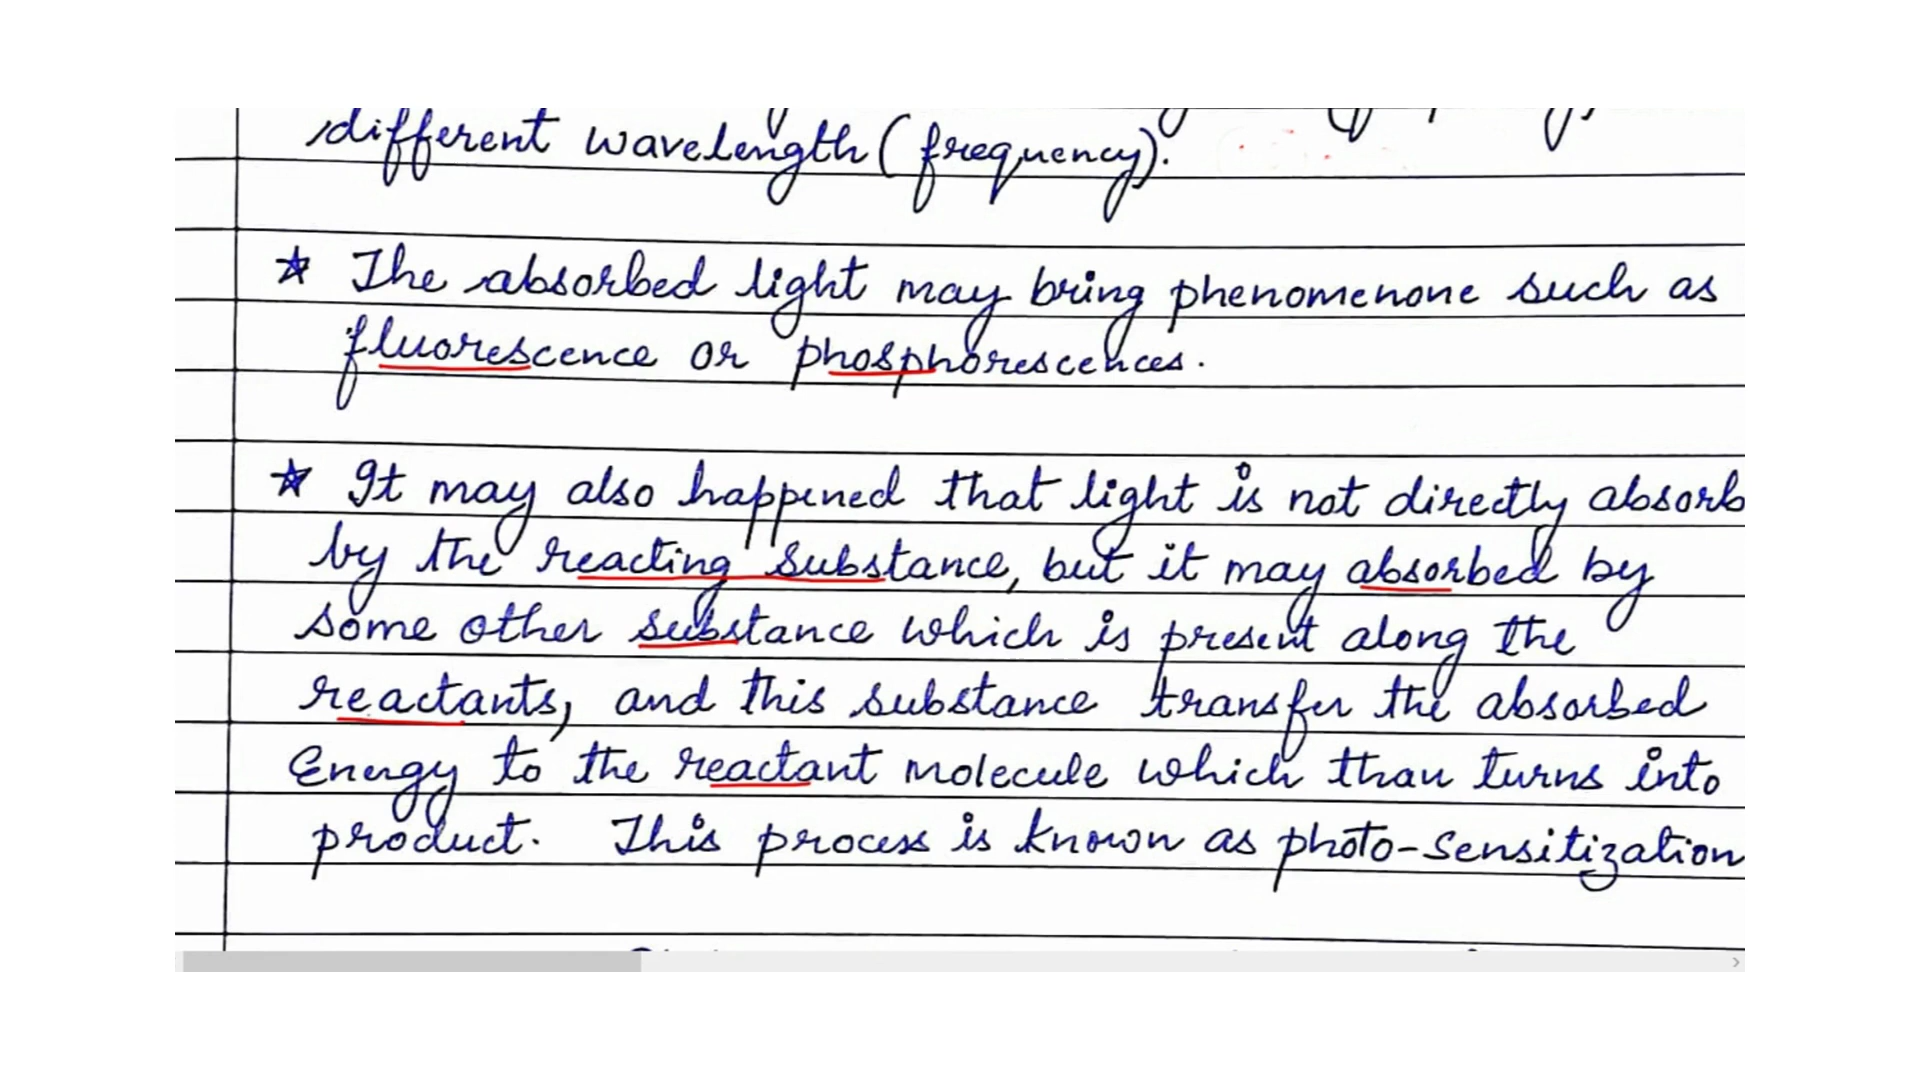 different wavelength (frequency).
★ The absorbed light may bring phenomenone such as
fluorescence or phosphorescences.
★ It may also happened that light is not directly absorb
by the reacting substance, but it may absorbed by
some other substance which is present along the
reactants, and this substance transfer the absorbed
Energy to the reactant molecule which than turns into
product. This process is known as photo-sensitization